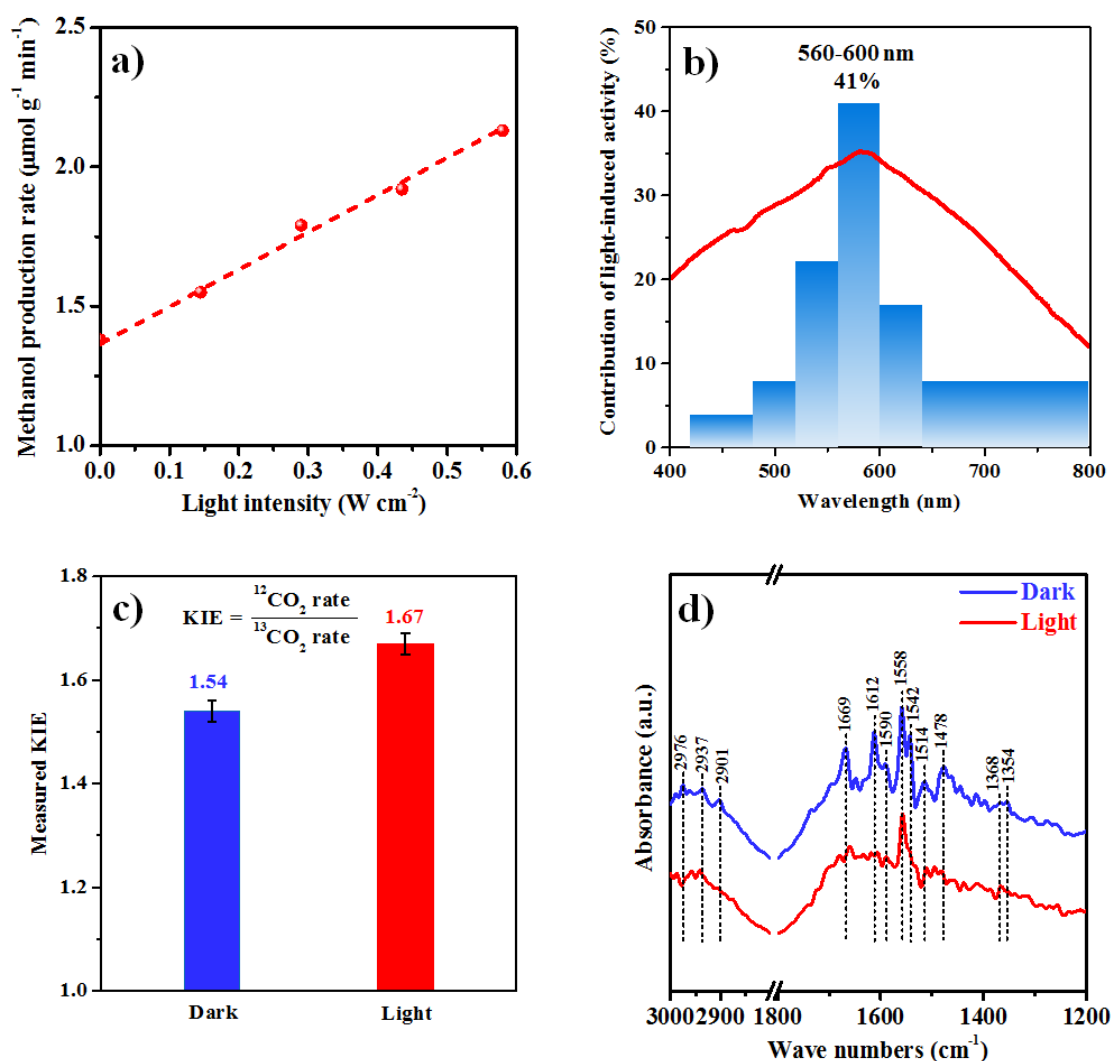 a)
Methanol production rate (μmol g⁻¹ min⁻¹)
2.5
2.0
1.5
1.0
0.0 0.1 0.2 0.3 0.4 0.5 0.6
Light intensity (W cm⁻²)
b)
560-600 nm
41%
Contribution of light-induced activity (%)
50
40
30
20
10
0
400 500 600 700 800
Wavelength (nm)
c)
KIE = ¹²CO₂ rate
¹³CO₂ rate
Measured KIE
1.8
1.6
1.4
1.2
1.0
1.54
1.67
Dark Light
d)
Dark
Light
Absorbance (a.u.)
2976 2937 2901 1669 1612 1590 1558 1542 1514 1478 1368 1354
3000 2900 1800 1600 1400 1200
Wave numbers (cm⁻¹)